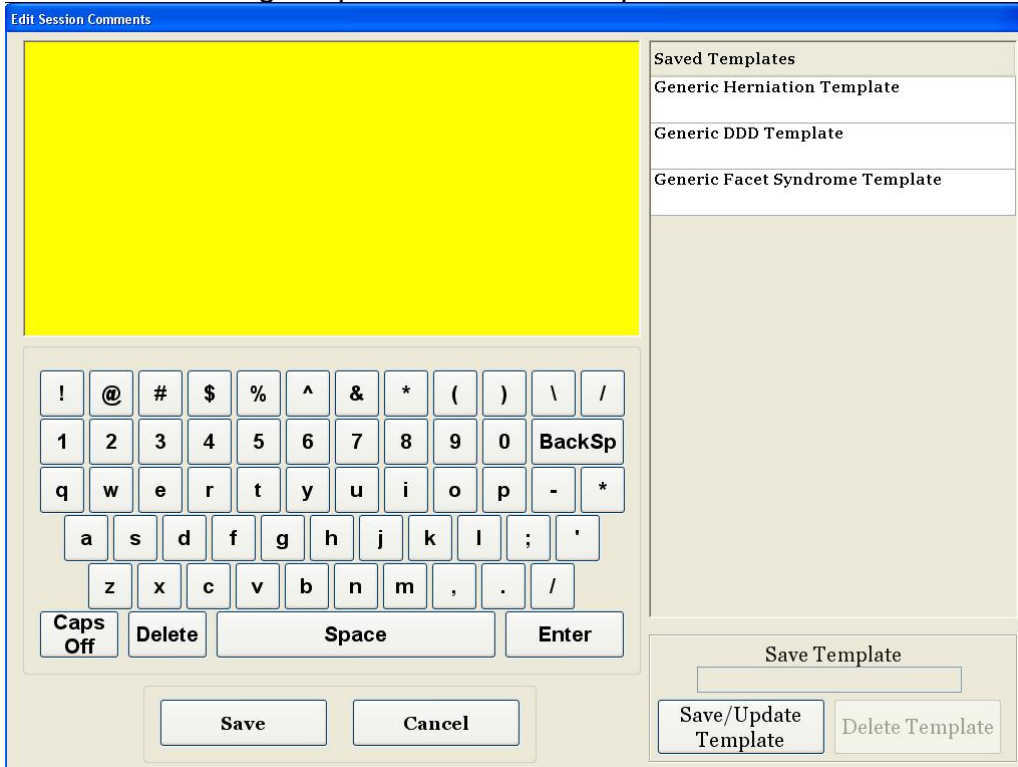 Edit Session Comments
Saved Templates
Generic Herniation Template
Generic DDD Template
Generic Facet Syndrome Template
! @ # $ % ^ & * ( ) \ /
1 2 3 4 5 6 7 8 9 0 BackSp
q w e r t y u i o p - *
a s d f g h j k l ; '
z x c v b n m , . /
Caps Off Delete Space Enter
Save Cancel
Save Template
Save/Update
Template
Delete Template